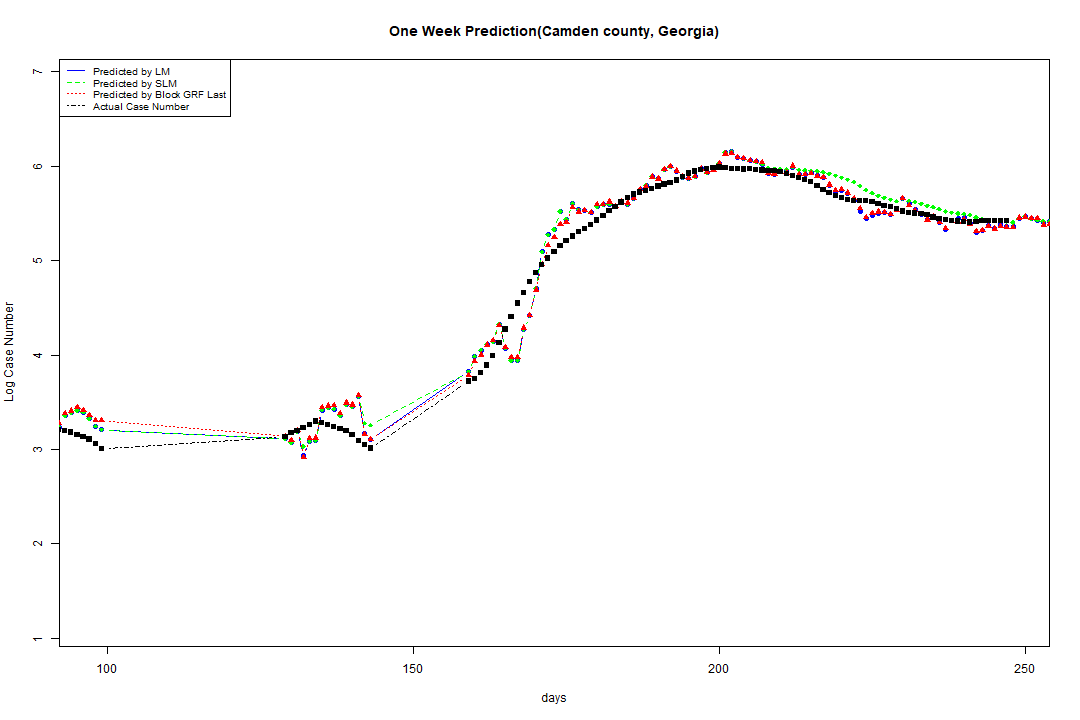 One Week Prediction(Camden county, Georgia)
Predicted by LM
Predicted by SLM
Predicted by Block GRF Last
Actual Case Number
7
6
5
4
3
2
1
Log Case Number
100 150 200 250
days